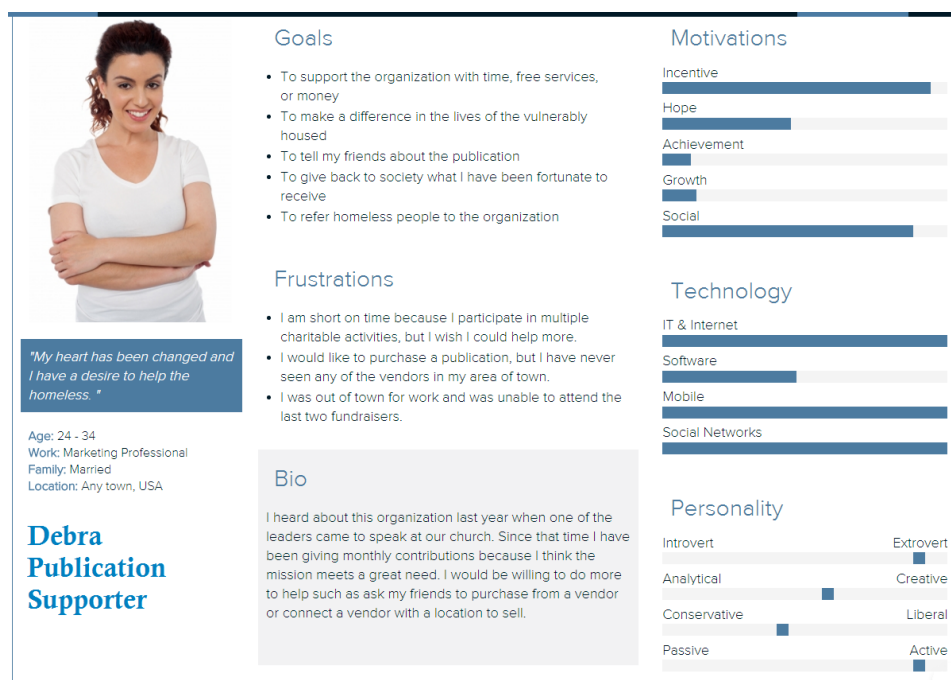 "My heart has been changed and
I have a desire to help the
homeless. "
Age: 24 - 34
Work: Marketing Professional
Family: Married
Location: Any town, USA
Debra
Publication
Supporter
Goals
• To support the organization with time, free services,
or money
• To make a difference in the lives of the vulnerably
housed
• To tell my friends about the publication
• To give back to society what I have been fortunate to
receive
• To refer homeless people to the organization
Frustrations
• I am short on time because I participate in multiple
charitable activities, but I wish I could help more.
• I would like to purchase a publication, but I have never
seen any of the vendors in my area of town.
• I was out of town for work and was unable to attend the
last two fundraisers.
Bio
I heard about this organization last year when one of the
leaders came to speak at our church. Since that time I have
been giving monthly contributions because I think the
mission meets a great need. I would be willing to do more
to help such as ask my friends to purchase from a vendor
or connect a vendor with a location to sell.
Motivations
Incentive
Hope
Achievement
Growth
Social
Technology
IT & Internet
Software
Mobile
Social Networks
Personality
Introvert Extrovert
Analytical Creative
Conservative Liberal
Passive Active